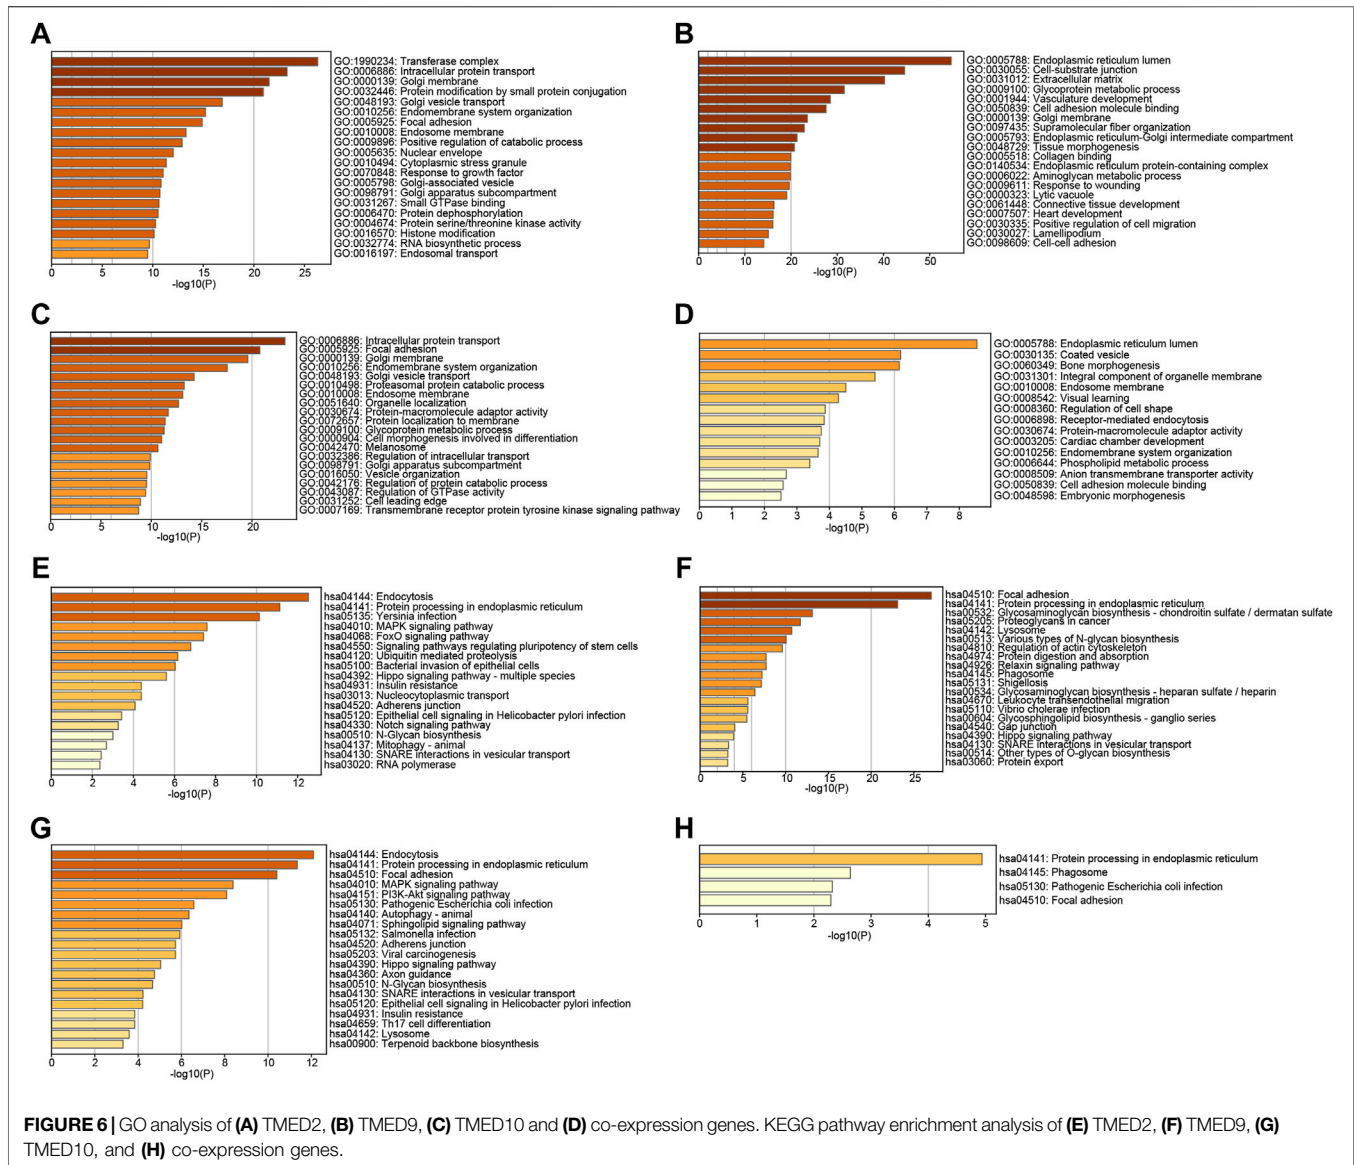 A
GO:1990234: Transferase complex
GO:0006886: Intracellular protein transport
GO:0000139: Golgi membrane
GO:0032446: Protein modification by small protein conjugation
GO:0048193: Golgi vesicle transport
GO:0010256: Endomembrane system organization
GO:0005925: Focal adhesion
GO:0010008: Endosome membrane
GO:0009896: Positive regulation of catabolic process
GO:0005635: Nuclear envelope
GO:0010494: Cytoplasmic stress granule
GO:0070848: Response to growth factor
GO:0005798: Golgi-associated vesicle
GO:0098791: Golgi apparatus subcompartment
GO:0031267: Small GTPase binding
GO:0006470: Protein dephosphorylation
GO:0004674: Protein serine/threonine kinase activity
GO:0016570: Histone modification
GO:0032774: RNA biosynthetic process
GO:0016197: Endosomal transport
0 5 10 15 20 25
-log10(P)
B
GO:0005788: Endoplasmic reticulum lumen
GO:0030055: Cell-substrate junction
GO:0031012: Extracellular matrix
GO:0009100: Glycoprotein metabolic process
GO:0001944: Vasculature development
GO:0050839: Cell adhesion molecule binding
GO:0000139: Golgi membrane
GO:0097435: Supramolecular fiber organization
GO:0005793: Endoplasmic reticulum-Golgi intermediate compartment
GO:0048729: Tissue morphogenesis
GO:0005518: Collagen binding
GO:0140534: Endoplasmic reticulum protein-containing complex
GO:0006022: Aminoglycan metabolic process
GO:0009611: Response to wounding
GO:0000323: Lytic vacuole
GO:0061448: Connective tissue development
GO:0007507: Heart development
GO:0030335: Positive regulation of cell migration
GO:0030027: Lamellipodium
GO:0098609: Cell-cell adhesion
0 10 20 30 40 50
-log10(P)
C
GO:0006886: Intracellular protein transport
GO:0005925: Focal adhesion
GO:0000139: Golgi membrane
GO:0010256: Endomembrane system organization
GO:0048193: Golgi vesicle transport
GO:0010498: Proteasomal protein catabolic process
GO:0010008: Endosome membrane
GO:0051640: Organelle localization
GO:0030674: Protein-macromolecule adaptor activity
GO:0072657: Protein localization to membrane
GO:0009100: Glycoprotein metabolic process
GO:0000904: Cell morphogenesis involved in differentiation
GO:0042470: Melanosome
GO:0032386: Regulation of intracellular transport
GO:0098791: Golgi apparatus subcompartment
GO:0016050: Vesicle organization
GO:0042176: Regulation of protein catabolic process
GO:0043087: Regulation of GTPase activity
GO:0031252: Cell leading edge
GO:0007169: Transmembrane receptor protein tyrosine kinase signaling pathway
0 5 10 15 20
-log10(P)
D
GO:0005788: Endoplasmic reticulum lumen
GO:0030135: Coated vesicle
GO:0060349: Bone morphogenesis
GO:0031301: Integral component of organelle membrane
GO:0010008: Endosome membrane
GO:0008542: Visual learning
GO:0008360: Regulation of cell shape
GO:0006898: Receptor-mediated endocytosis
GO:0030674: Protein-macromolecule adaptor activity
GO:0003205: Cardiac chamber development
GO:0010256: Endomembrane system organization
GO:0006644: Phospholipid metabolic process
GO:0008509: Anion transmembrane transporter activity
GO:0050839: Cell adhesion molecule binding
GO:0048598: Embryonic morphogenesis
0 1 2 3 4 5 6 7 8
-log10(P)
E
hsa04144: Endocytosis
hsa04141: Protein processing in endoplasmic reticulum
hsa05135: Yersinia infection
hsa04010: MAPK signaling pathway
hsa04068: FoxO signaling pathway
hsa04550: Signaling pathways regulating pluripotency of stem cells
hsa04120: Ubiquitin mediated proteolysis
hsa05100: Bacterial invasion of epithelial cells
hsa04392: Hippo signaling pathway - multiple species
hsa04931: Insulin resistance
hsa03013: Nucleocytoplasmic transport
hsa04520: Adherens junction
hsa05120: Epithelial cell signaling in Helicobacter pylori infection
hsa04330: Notch signaling pathway
hsa00510: N-Glycan biosynthesis
hsa04137: Mitophagy - animal
hsa04130: SNARE interactions in vesicular transport
hsa03020: RNA polymerase
0 2 4 6 8 10 12
-log10(P)
F
hsa04510: Focal adhesion
hsa04141: Protein processing in endoplasmic reticulum
hsa00532: Glycosaminoglycan biosynthesis - chondroitin sulfate / dermatan sulfate
hsa05205: Proteoglycans in cancer
hsa04142: Lysosome
hsa00513: Various types of N-glycan biosynthesis
hsa04810: Regulation of actin cytoskeleton
hsa04974: Protein digestion and absorption
hsa04926: Relaxin signaling pathway
hsa04145: Phagosome
hsa05131: Shigellosis
hsa00534: Glycosaminoglycan biosynthesis - heparan sulfate / heparin
hsa04670: Leukocyte transendothelial migration
hsa05110: Vibrio cholerae infection
hsa00604: Glycosphingolipid biosynthesis - ganglio series
hsa04540: Gap junction
hsa04390: Hippo signaling pathway
hsa04130: SNARE interactions in vesicular transport
hsa00514: Other types of O-glycan biosynthesis
hsa03060: Protein export
0 5 10 15 20 25
-log10(P)
G
hsa04144: Endocytosis
hsa04141: Protein processing in endoplasmic reticulum
hsa04510: Focal adhesion
hsa04010: MAPK signaling pathway
hsa04151: PI3K-Akt signaling pathway
hsa05130: Pathogenic Escherichia coli infection
hsa04140: Autophagy - animal
hsa04071: Sphingolipid signaling pathway
hsa05132: Salmonella infection
hsa04520: Adherens junction
hsa05203: Viral carcinogenesis
hsa04390: Hippo signaling pathway
hsa04360: Axon guidance
hsa00510: N-Glycan biosynthesis
hsa04130: SNARE interactions in vesicular transport
hsa05120: Epithelial cell signaling in Helicobacter pylori infection
hsa04931: Insulin resistance
hsa04659: Th17 cell differentiation
hsa04142: Lysosome
hsa00900: Terpenoid backbone biosynthesis
0 2 4 6 8 10 12
-log10(P)
H
hsa04141: Protein processing in endoplasmic reticulum
hsa04145: Phagosome
hsa05130: Pathogenic Escherichia coli infection
hsa04510: Focal adhesion
0 1 2 3 4 5
-log10(P)
FIGURE 6 | GO analysis of (A) TMED2, (B) TMED9, (C) TMED10 and (D) co-expression genes. KEGG pathway enrichment analysis of (E) TMED2, (F) TMED9, (G)
TMED10, and (H) co-expression genes.